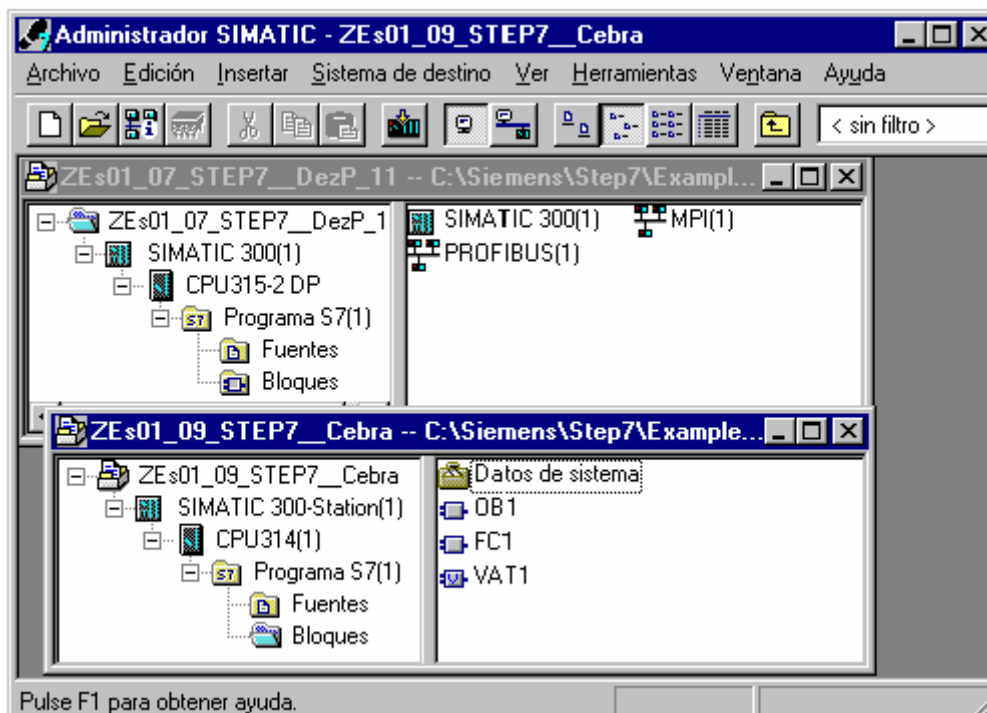 Administrador SIMATIC - ZEs01_09_STEP7__Cebra
Archivo Edición Insertar Sistema de destino Ver Herramientas Ventana Ayuda
< sin filtro >
ZEs01_07_STEP7__DezP_11 -- C:\Siemens\Step7\Exampl...
ZEs01_07_STEP7__DezP_1
SIMATIC 300(1)
CPU315-2 DP
Programa S7(1)
Fuentes
Bloques
SIMATIC 300(1) MPI(1)
PROFIBUS(1)
ZEs01_09_STEP7__Cebra -- C:\Siemens\Step7\Example...
ZEs01_09_STEP7__Cebra
SIMATIC 300-Station(1)
CPU314(1)
Programa S7(1)
Fuentes
Bloques
Datos de sistema
OB1
FC1
VAT1
Pulse F1 para obtener ayuda.